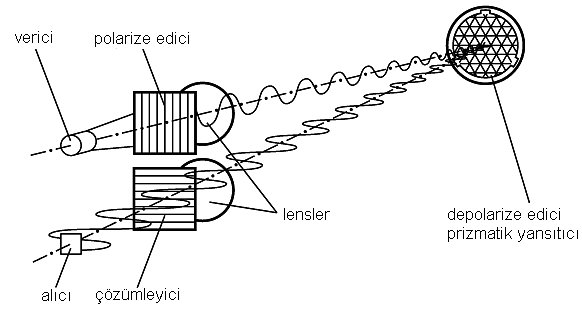 verici
polarize edici
lensler
depolarize edici
prizmatik yansıtıcı
alıcı
çözümleyici